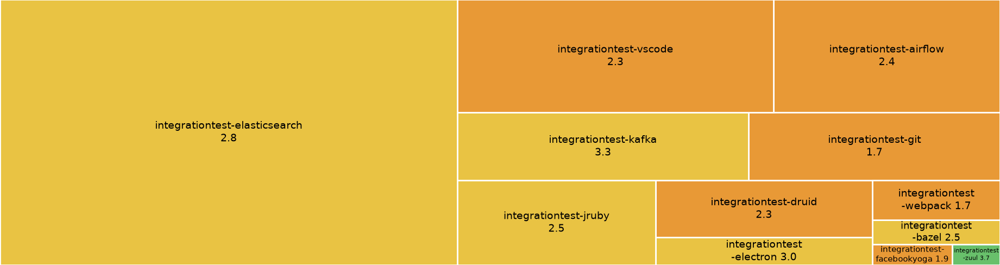 integrationtest-elasticsearch
2.8
integrationtest-vscode
2.3
integrationtest-airflow
2.4
integrationtest-kafka
3.3
integrationtest-git
1.7
integrationtest-jruby
2.5
integrationtest-druid
2.3
integrationtest
-electron 3.0
integrationtest
-webpack 1.7
integrationtest
-bazel 2.5
integrationtest-
facebookyoga 1.9
integrationtest
-zuul 3.7